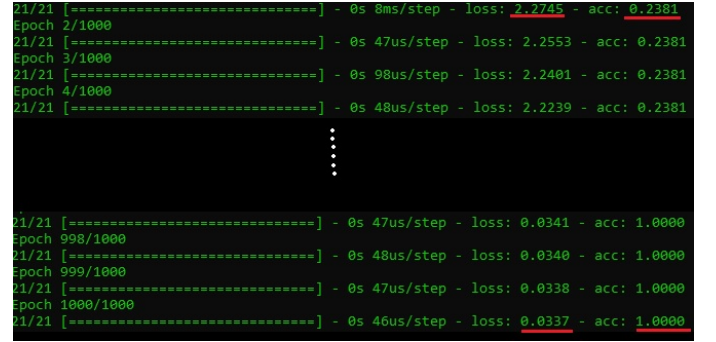 21/21 [==============================] - 0s 8ms/step - loss: 2.2745 - acc: 0.2381
Epoch 2/1000
21/21 [==============================] - 0s 47us/step - loss: 2.2553 - acc: 0.2381
Epoch 3/1000
21/21 [==============================] - 0s 98us/step - loss: 2.2401 - acc: 0.2381
Epoch 4/1000
21/21 [==============================] - 0s 48us/step - loss: 2.2239 - acc: 0.2381
21/21 [==============================] - 0s 47us/step - loss: 0.0341 - acc: 1.0000
Epoch 998/1000
21/21 [==============================] - 0s 48us/step - loss: 0.0340 - acc: 1.0000
Epoch 999/1000
21/21 [==============================] - 0s 47us/step - loss: 0.0338 - acc: 1.0000
Epoch 1000/1000
21/21 [==============================] - 0s 46us/step - loss: 0.0337 - acc: 1.0000